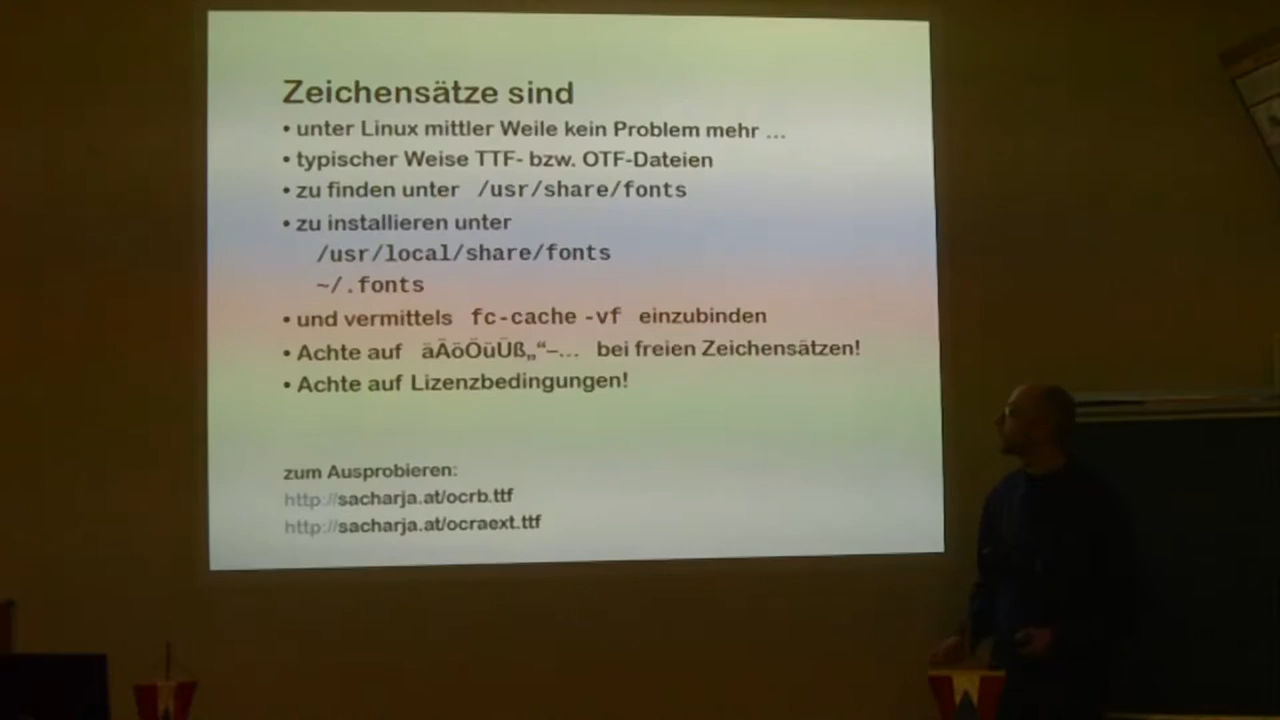 Zeichensätze sind
• unter Linux mittler Weile kein Problem mehr …
• typischer Weise TTF- bzw. OTF-Dateien
• zu finden unter /usr/share/fonts
• zu installieren unter
/usr/local/share/fonts
~/.fonts
• und vermittels fc-cache -vf einzubinden
• Achte auf äÄöÖüÜß„“–… bei freien Zeichensätzen!
• Achte auf Lizenzbedingungen!
zum Ausprobieren:
http://sacharja.at/ocrb.ttf
http://sacharja.at/ocraext.ttf